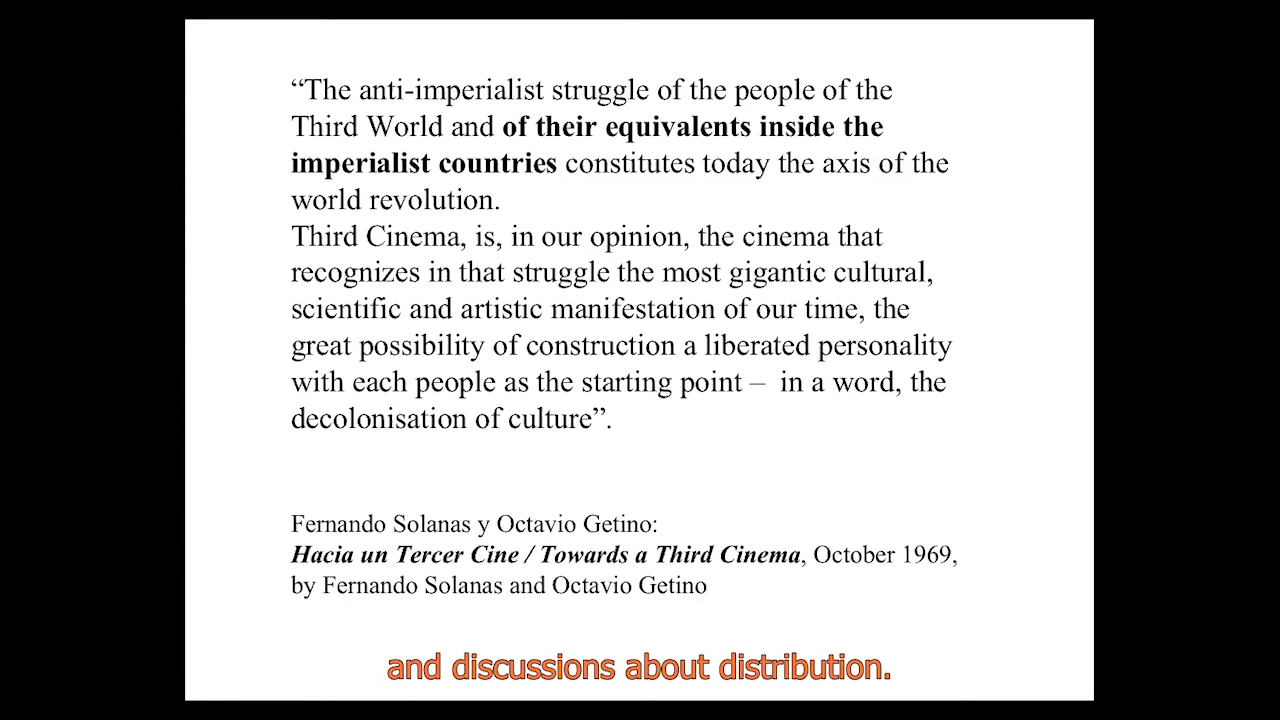 “The anti-imperialist struggle of the people of the
Third World and of their equivalents inside the
imperialist countries constitutes today the axis of the
world revolution.
Third Cinema, is, in our opinion, the cinema that
recognizes in that struggle the most gigantic cultural,
scientific and artistic manifestation of our time, the
great possibility of construction a liberated personality
with each people as the starting point – in a word, the
decolonisation of culture”.
Fernando Solanas y Octavio Getino:
Hacia un Tercer Cine / Towards a Third Cinema, October 1969,
by Fernando Solanas and Octavio Getino
and discussions about distribution.